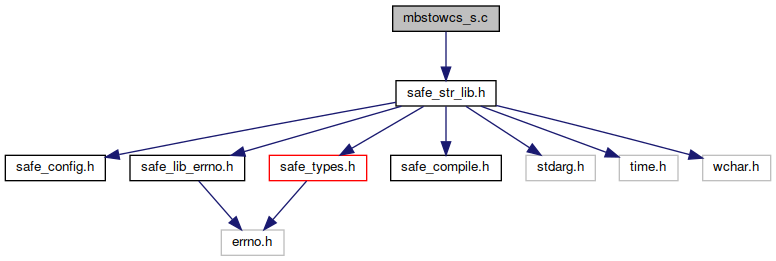 mbstowcs_s.c
safe_str_lib.h
safe_config.h
safe_lib_errno.h
safe_types.h
safe_compile.h
stdarg.h
time.h
wchar.h
errno.h